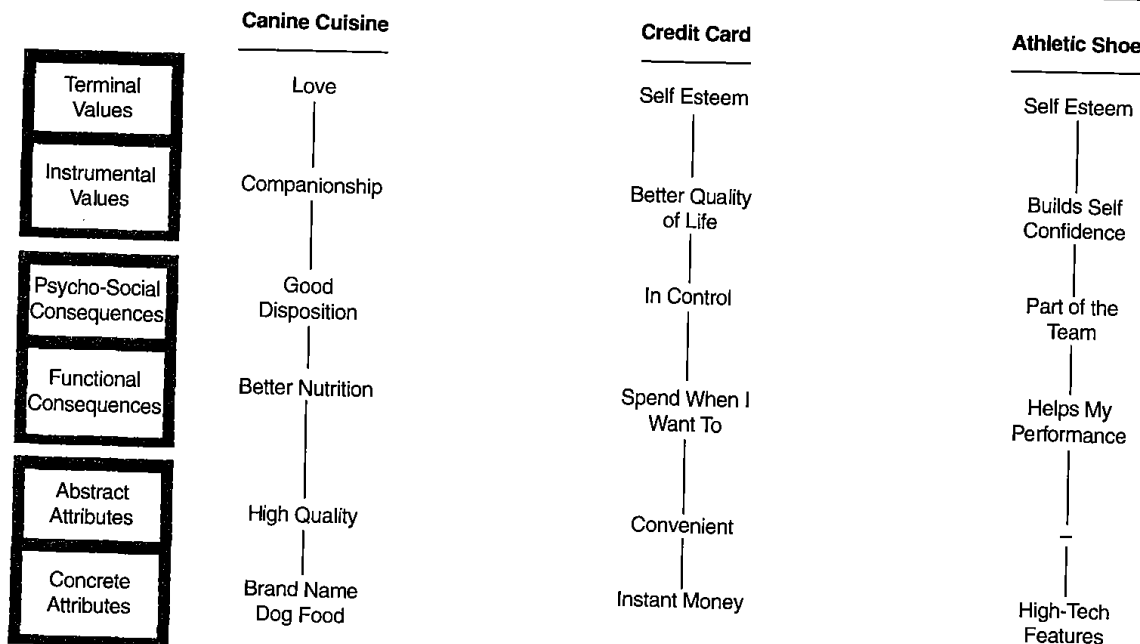 Canine Cuisine
Credit Card
Athletic Shoe
Terminal
Values
Love
Self Esteem
Self Esteem
Instrumental
Values
Companionship
Better Quality
of Life
Builds Self
Confidence
Psycho-Social
Consequences
Good
Disposition
In Control
Part of the
Team
Functional
Consequences
Better Nutrition
Spend When I
Want To
Helps My
Performance
Abstract
Attributes
High Quality
Convenient
–
Concrete
Attributes
Brand Name
Dog Food
Instant Money
High-Tech
Features